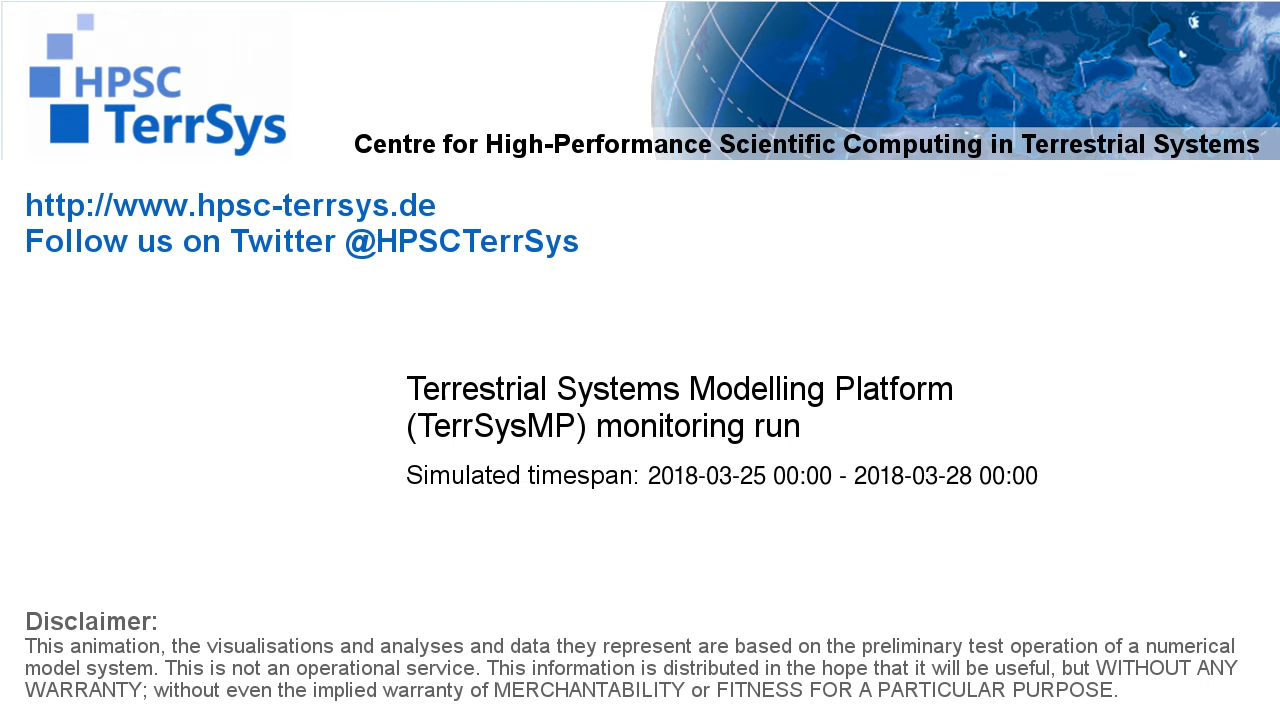 HPSC
TerrSys
Centre for High-Performance Scientific Computing in Terrestrial Systems
http://www.hpsc-terrsys.de
Follow us on Twitter @HPSCTerrSys
Terrestrial Systems Modelling Platform
(TerrSysMP) monitoring run
Simulated timespan: 2018-03-25 00:00 - 2018-03-28 00:00
Disclaimer:
This animation, the visualisations and analyses and data they represent are based on the preliminary test operation of a numerical
model system. This is not an operational service. This information is distributed in the hope that it will be useful, but WITHOUT ANY
WARRANTY; without even the implied warranty of MERCHANTABILITY or FITNESS FOR A PARTICULAR PURPOSE.